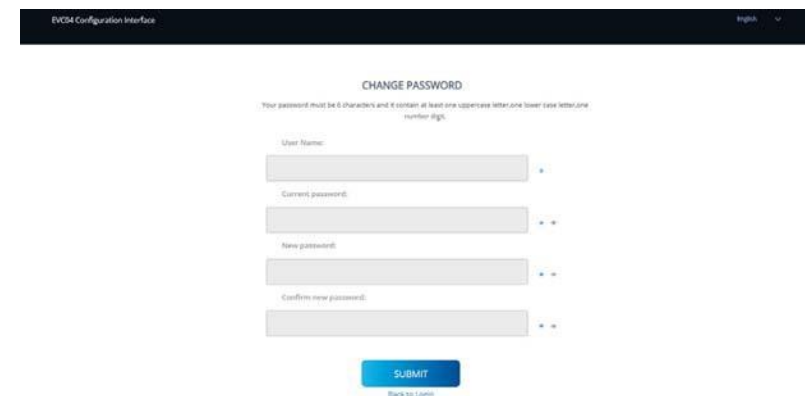 EVC04 Configuration Interface
English
CHANGE PASSWORD
Your password must be 6 characters and it contain at least one uppercase letter,one lower case letter,one
number digit.
User Name:
Current password:
New password:
Confirm new password:
SUBMIT
Back to Login